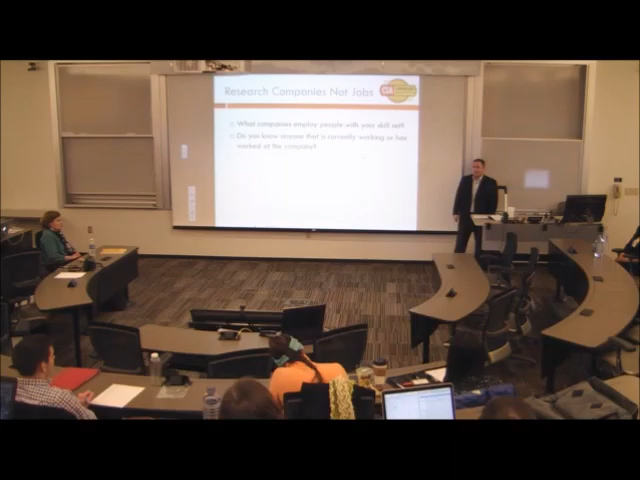 Research Companies Not Jobs
What companies employ people with your skill set?
Do you know anyone that is currently working or has
worked at the company?